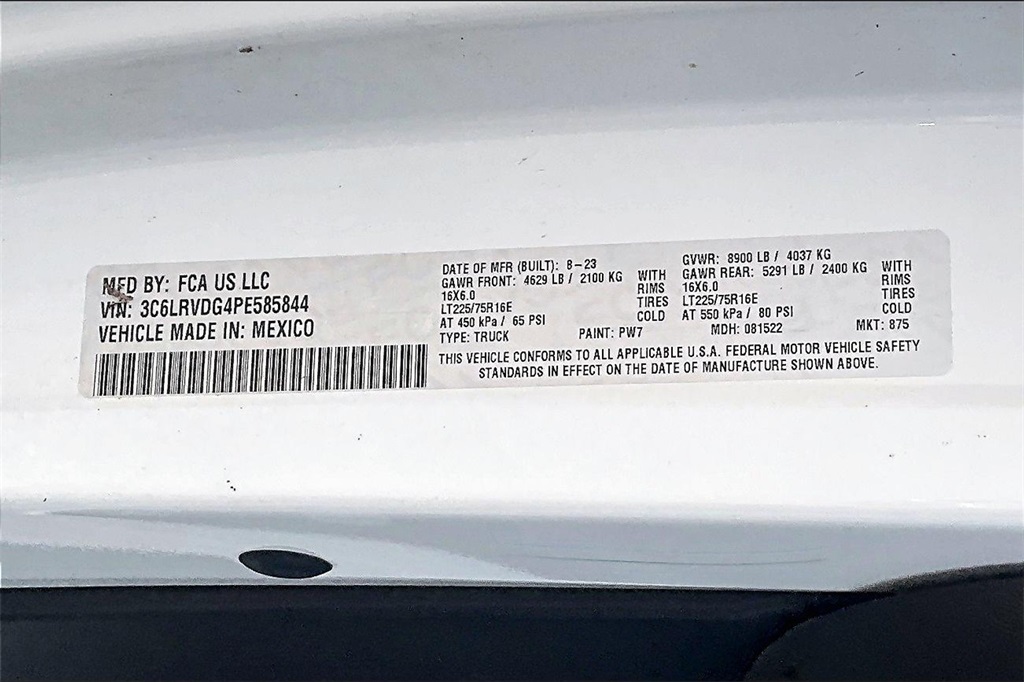 MFD BY: FCA US LLC
VIN: 3C6LRVDG4PE585844
VEHICLE MADE IN: MEXICO
DATE OF MFR (BUILT): 8-23
GAWR FRONT: 4629 LB / 2100 KG WITH
16X6.0 RIMS
LT225/75R16E TIRES
AT 450 kPa / 65 PSI COLD
TYPE: TRUCK PAINT: PW7
GVWR: 8900 LB / 4037 KG
GAWR REAR: 5291 LB / 2400 KG WITH
16X6.0 RIMS
LT225/75R16E TIRES
AT 550 kPa / 80 PSI COLD
MDH: 081522 MKT: 875
THIS VEHICLE CONFORMS TO ALL APPLICABLE U.S.A. FEDERAL MOTOR VEHICLE SAFETY
STANDARDS IN EFFECT ON THE DATE OF MANUFACTURE SHOWN ABOVE.